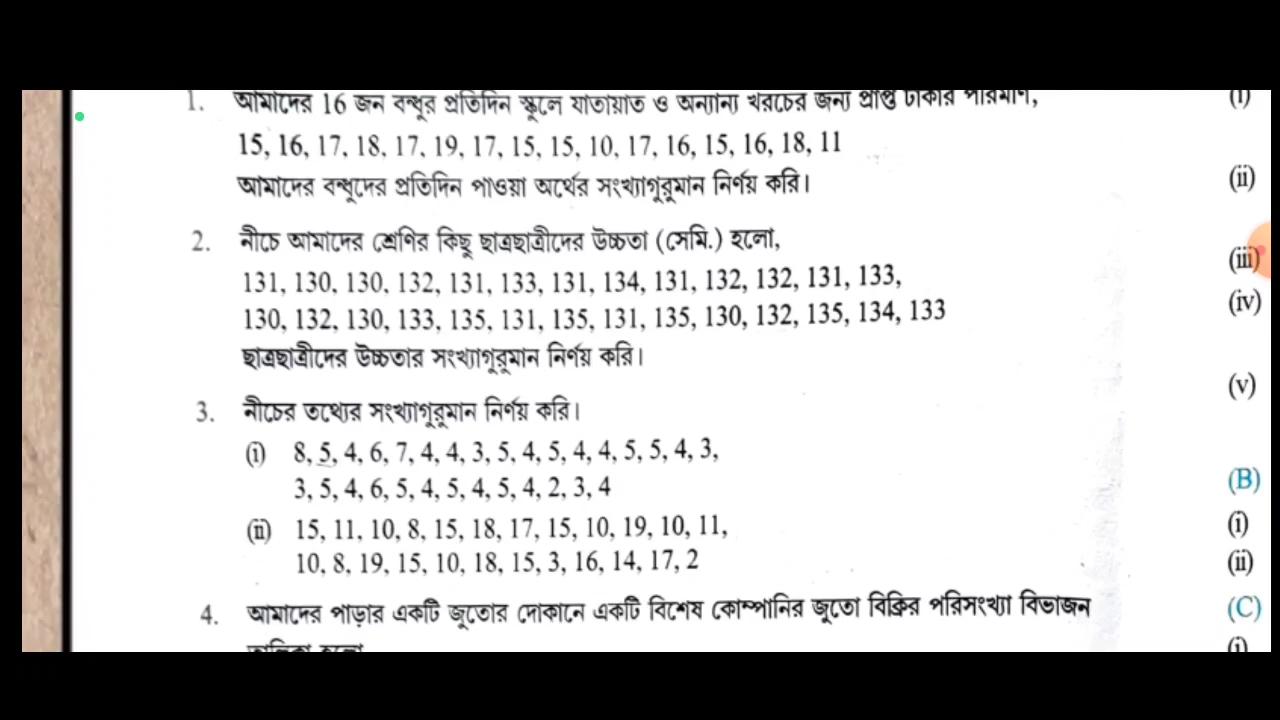 1. আমাদের 16 জন বন্ধুর প্রতিদিন স্কুলে যাতায়াত ও অন্যান্য খরচের জন্য প্রাপ্ত টাকার পরিমাণ,
15, 16, 17, 18, 17, 19, 17, 15, 15, 10, 17, 16, 15, 16, 18, 11
আমাদের বন্ধুদের প্রতিদিন পাওয়া অর্থের সংখ্যাগুরুমান নির্ণয় করি।
2. নীচে আমাদের শ্রেণির কিছু ছাত্রছাত্রীদের উচ্চতা (সেমি.) হলো,
131, 130, 130, 132, 131, 133, 131, 134, 131, 132, 132, 131, 133,
130, 132, 130, 133, 135, 131, 135, 131, 135, 130, 132, 135, 134, 133
ছাত্রছাত্রীদের উচ্চতার সংখ্যাগুরুমান নির্ণয় করি।
3. নীচের তথ্যের সংখ্যাগুরুমান নির্ণয় করি।
(i) 8, 5, 4, 6, 7, 4, 4, 3, 5, 4, 5, 4, 4, 5, 5, 4, 3,
3, 5, 4, 6, 5, 4, 5, 4, 5, 4, 2, 3, 4
(ii) 15, 11, 10, 8, 15, 18, 17, 15, 10, 19, 10, 11,
10, 8, 19, 15, 10, 18, 15, 3, 16, 14, 17, 2
4. আমাদের পাড়ার একটি জুতোর দোকানে একটি বিশেষ কোম্পানির জুতো বিক্রির পরিসংখ্যা বিভাজন
তালিকা হলো
(i)
(ii)
(iii)
(iv)
(v)
(B)
(i)
(ii)
(C)
(i)